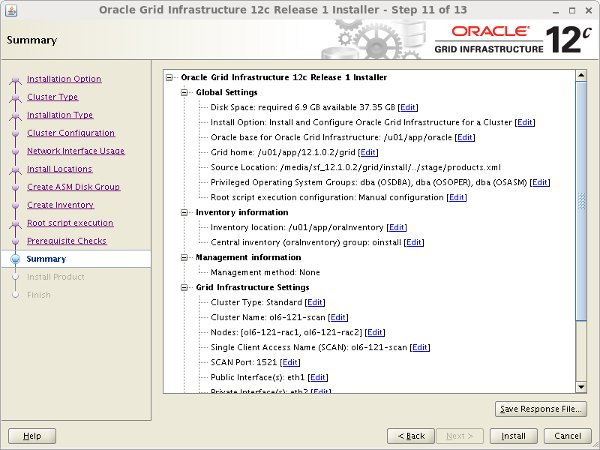 Oracle Grid Infrastructure 12c Release 1 Installer - Step 11 of 13
Summary
ORACLE
GRID INFRASTRUCTURE 12c
Installation Option
Cluster Type
Installation Type
Cluster Configuration
Network Interface Usage
Install Locations
Create ASM Disk Group
Create Inventory
Root script execution
Prerequisite Checks
Summary
Install Product
Finish
Oracle Grid Infrastructure 12c Release 1 Installer
Global Settings
Disk Space: required 6.9 GB available 37.35 GB [Edit]
Install Option: Install and Configure Oracle Grid Infrastructure for a Cluster [Edit]
Oracle base for Oracle Grid Infrastructure: /u01/app/oracle [Edit]
Grid home: /u01/app/12.1.0.2/grid [Edit]
Source Location: /media/sf_12.1.0.2/grid/install/../stage/products.xml
Privileged Operating System Groups: dba (OSDBA), dba (OSOPER), dba (OSASM) [Edit]
Root script execution configuration: Manual configuration [Edit]
Inventory information
Inventory location: /u01/app/oraInventory [Edit]
Central inventory (oraInventory) group: oinstall [Edit]
Management information
Management method: None
Grid Infrastructure Settings
Cluster Type: Standard [Edit]
Cluster Name: ol6-121-scan [Edit]
Nodes: [ol6-121-rac1, ol6-121-rac2] [Edit]
Single Client Access Name (SCAN): ol6-121-scan [Edit]
SCAN Port: 1521 [Edit]
Public Interface(s): eth1 [Edit]
Private Interface(s): eth2 [Edit]
Save Response File...
Help
< Back
Next >
Install
Cancel